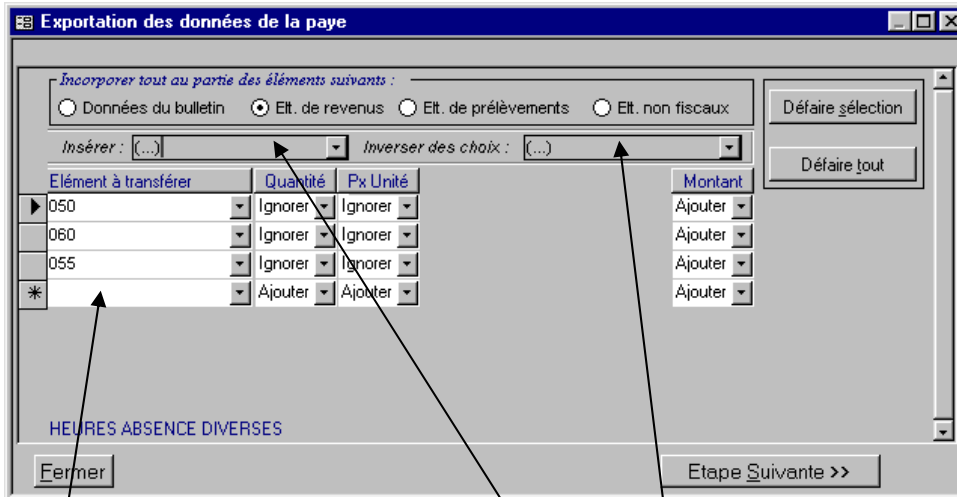 Exportation des données de la paye
Incorporer tout au partie des éléments suivants :
Données du bulletin Elt. de revenus Elt. de prélèvements Elt. non fiscaux
Défaire sélection
Insérer : (...) Inverser des choix : (...)
Défaire tout
Elément à transférer Quantité Px Unité Montant
050 Ignorer Ignorer Ajouter
060 Ignorer Ignorer Ajouter
055 Ignorer Ignorer Ajouter
Ajouter Ajouter Ajouter
HEURES ABSENCE DIVERSES
Fermer Etape Suivante >>